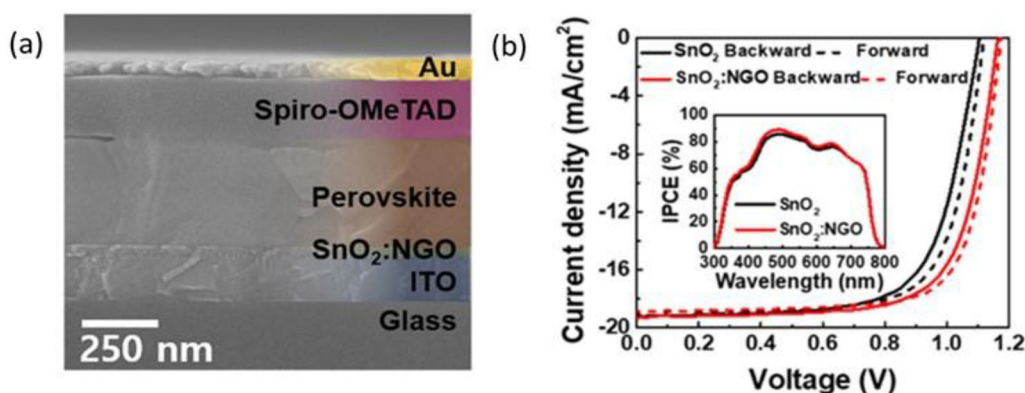 (a)
Au
Spiro-OMeTAD
Perovskite
SnO₂:NGO
ITO
Glass
250 nm
(b)
Current density (mA/cm²)
0
-4
-8
-12
-16
-20
SnO₂ Backward Forward
SnO₂:NGO Backward Forward
IPCE (%)
100
80
60
40
20
0
SnO₂
SnO₂:NGO
300 400 500 600 700 800
Wavelength (nm)
0.0 0.2 0.4 0.6 0.8 1.0 1.2
Voltage (V)